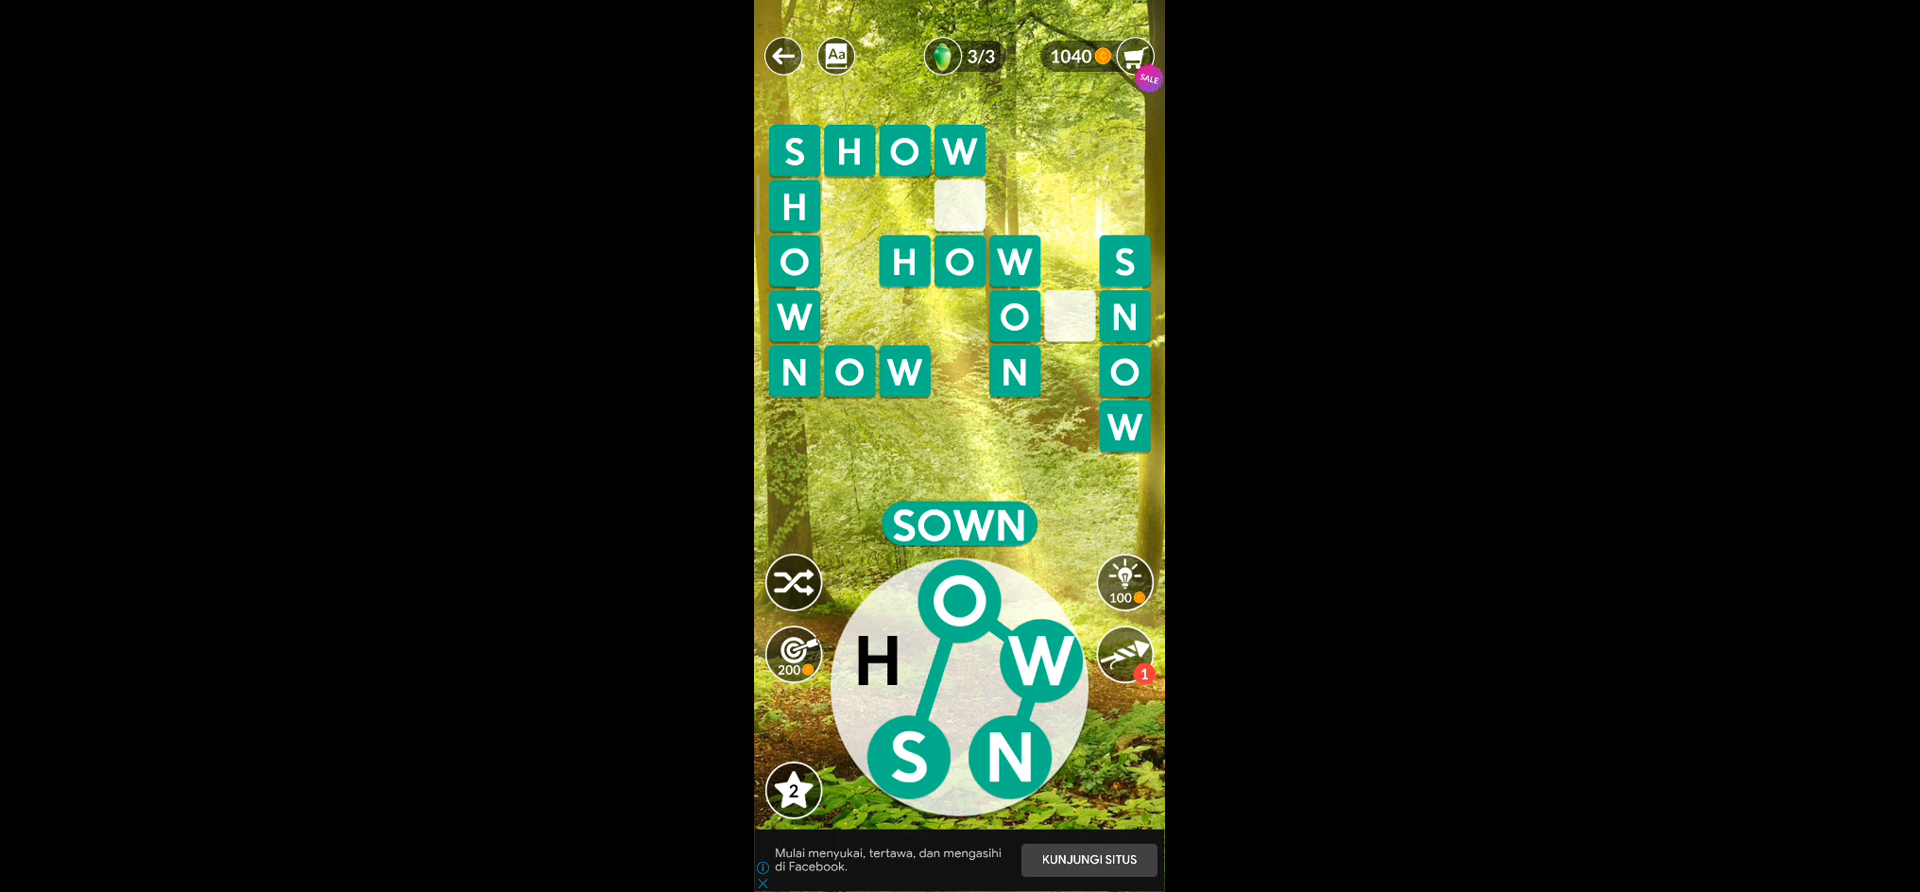 Aa 3/3 1040
SALE
SHOW
H
O HOW S
W O N
NOW N O
W
SOWN
O
100
H W
200 1
S N
2
Mulai menyukai, tertawa, dan mengasihi
di Facebook.
KUNJUNGI SITUS